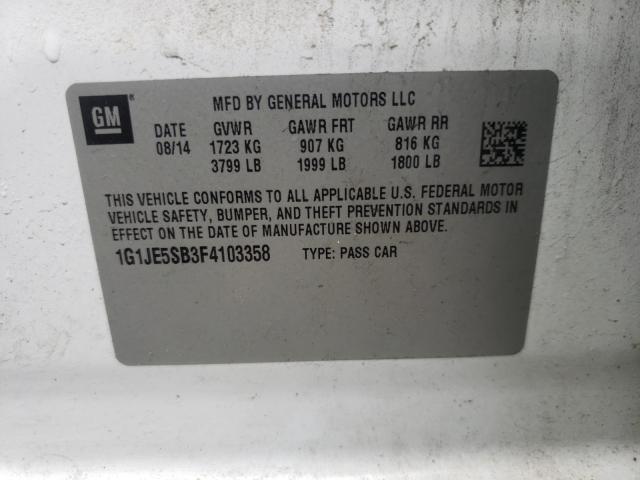 GM®
MFD BY GENERAL MOTORS LLC
DATE GVWR GAWR FRT GAWR RR
08/14 1723 KG 907 KG 816 KG
3799 LB 1999 LB 1800 LB
THIS VEHICLE CONFORMS TO ALL APPLICABLE U.S. FEDERAL MOTOR
VEHICLE SAFETY, BUMPER, AND THEFT PREVENTION STANDARDS IN
EFFECT ON THE DATE OF MANUFACTURE SHOWN ABOVE.
1G1JE5SB3F4103358 TYPE: PASS CAR